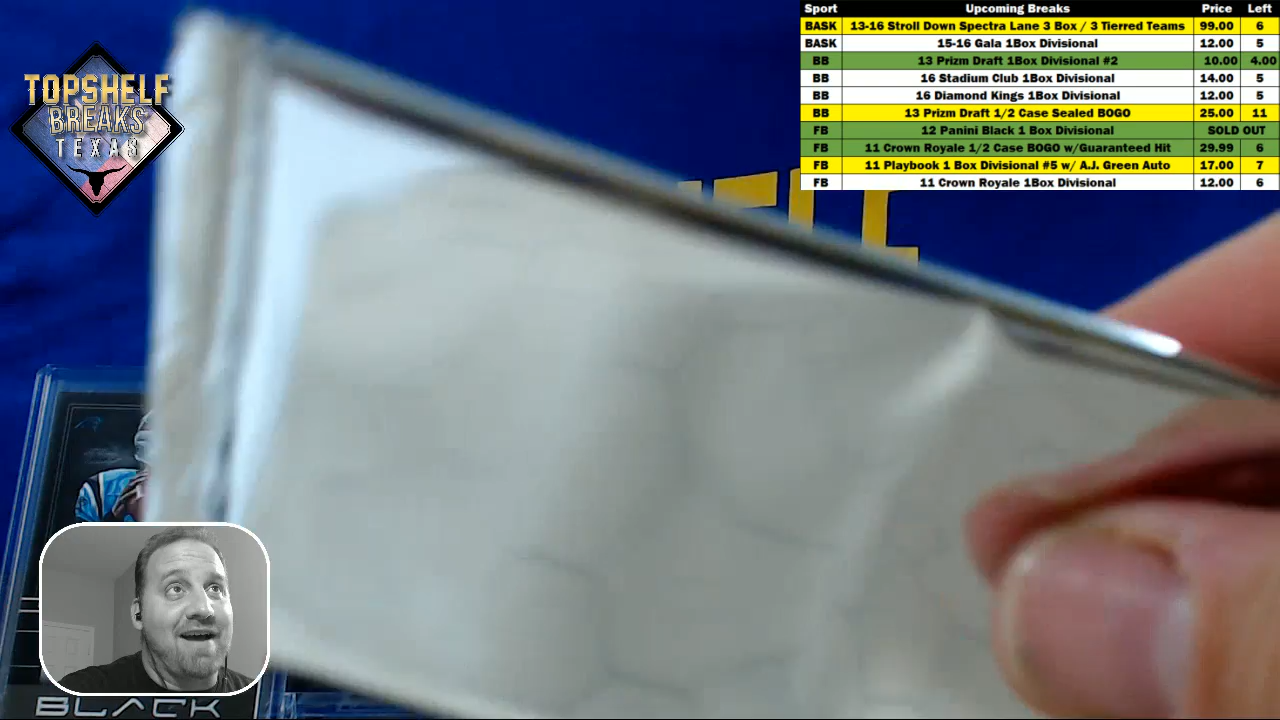 TOPSHELF
BREAKS
TEXAS
Sport Upcoming Breaks Price Left
BASK 13-16 Stroll Down Spectra Lane 3 Box / 3 Tierred Teams 99.00 6
BASK 15-16 Gala 1Box Divisional 12.00 5
BB 13 Prizm Draft 1Box Divisional #2 10.00 4.00
BB 16 Stadium Club 1Box Divisional 14.00 5
BB 16 Diamond Kings 1Box Divisional 12.00 5
BB 13 Prizm Draft 1/2 Case Sealed BOGO 25.00 11
FB 12 Panini Black 1 Box Divisional SOLD OUT
FB 11 Crown Royale 1/2 Case BOGO w/Guaranteed Hit 29.99 6
FB 11 Playbook 1 Box Divisional #5 w/ A.J. Green Auto 17.00 7
FB 11 Crown Royale 1Box Divisional 12.00 6
BLACK